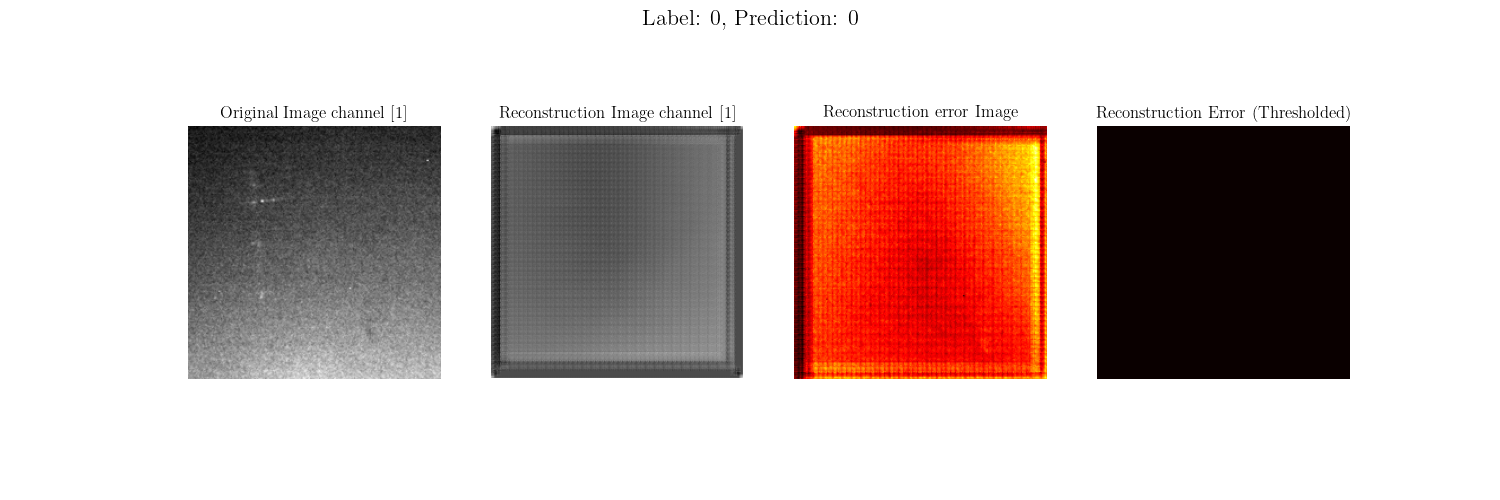 Label: 0, Prediction: 0
Original Image channel [1]
Reconstruction Image channel [1]
Reconstruction error Image
Reconstruction Error (Thresholded)